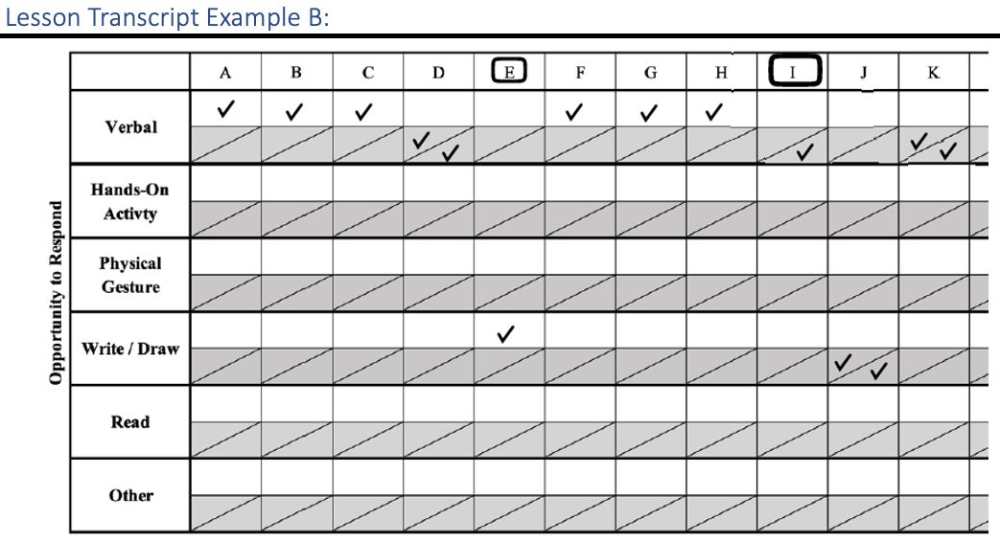 Lesson Transcript Example B:
A B C D E F G H I J K
Verbal
Hands-On
Activty
Physical
Gesture
Opportunity to Respond
Write / Draw
Read
Other